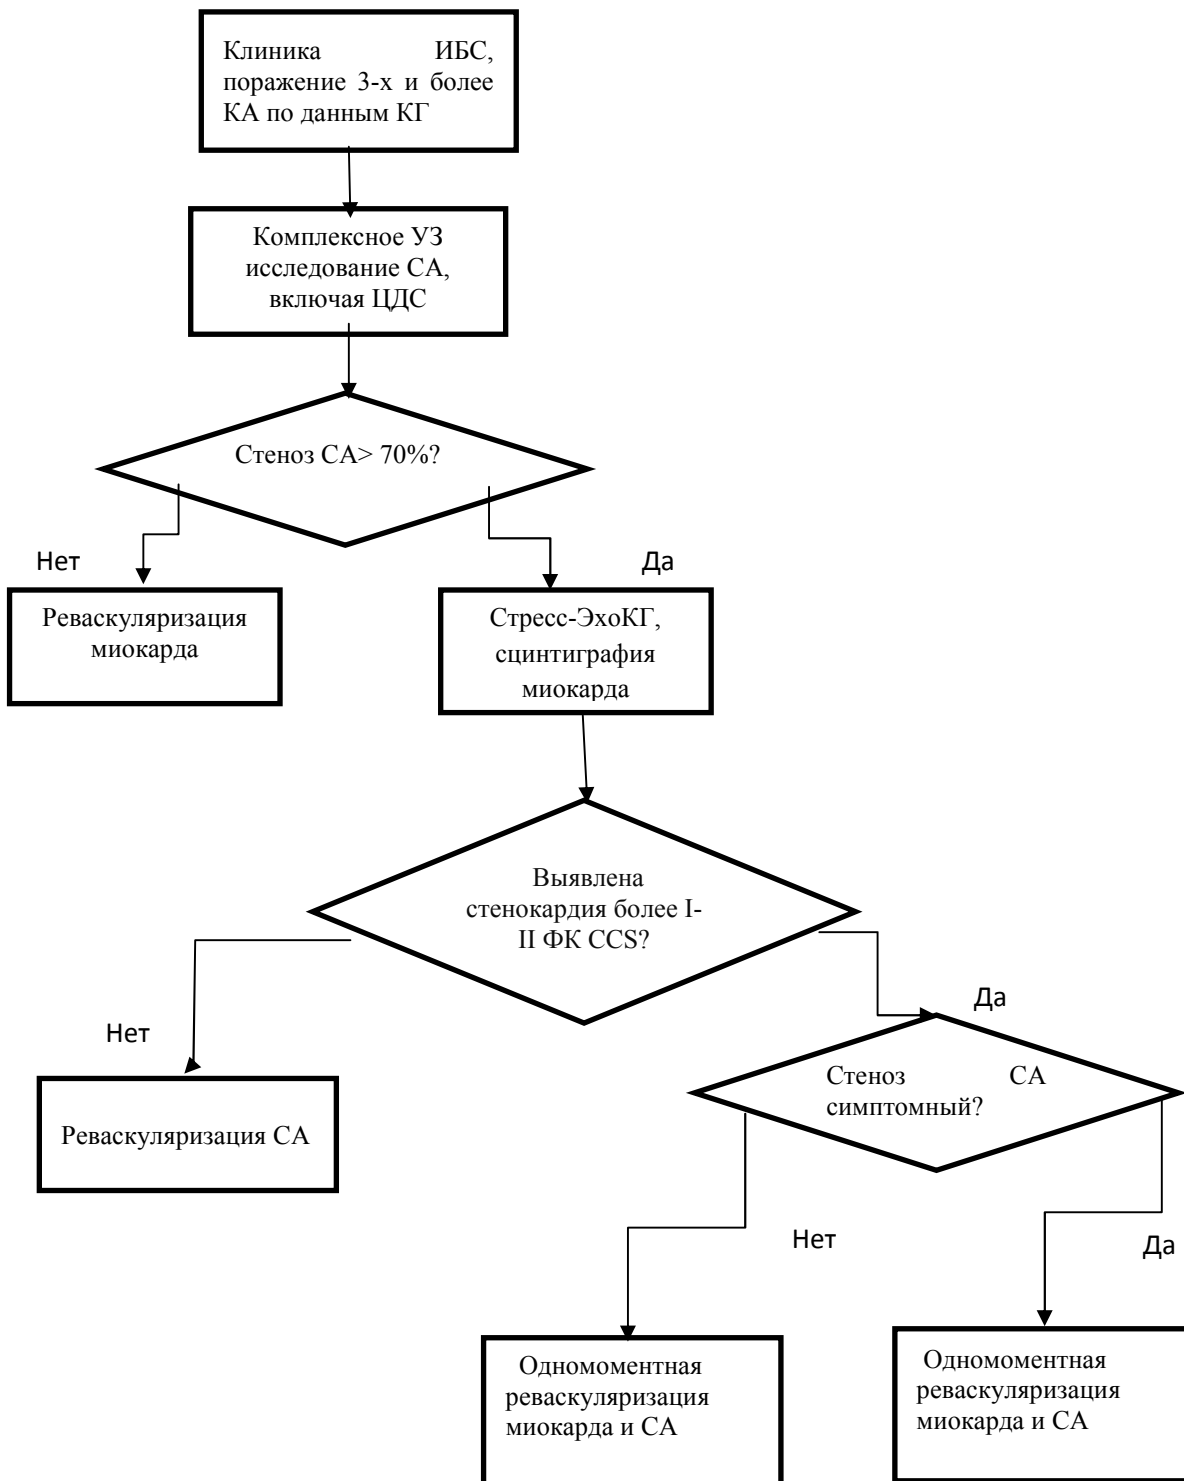 Клиника ИБС,
поражение 3-х и более
КА по данным КГ
Комплексное УЗ
исследование СА,
включая ЦДС
Стеноз СА> 70%?
Нет
Да
Реваскуляризация
миокарда
Стресс-ЭхоКГ,
сцинтиграфия
миокарда
Выявлена
стенокардия более I-
II ФК CCS?
Нет
Да
Реваскуляризация СА
Стеноз СА
симптомный?
Нет
Да
Одномоментная
реваскуляризация
миокарда и СА
Одномоментная
реваскуляризация
миокарда и СА